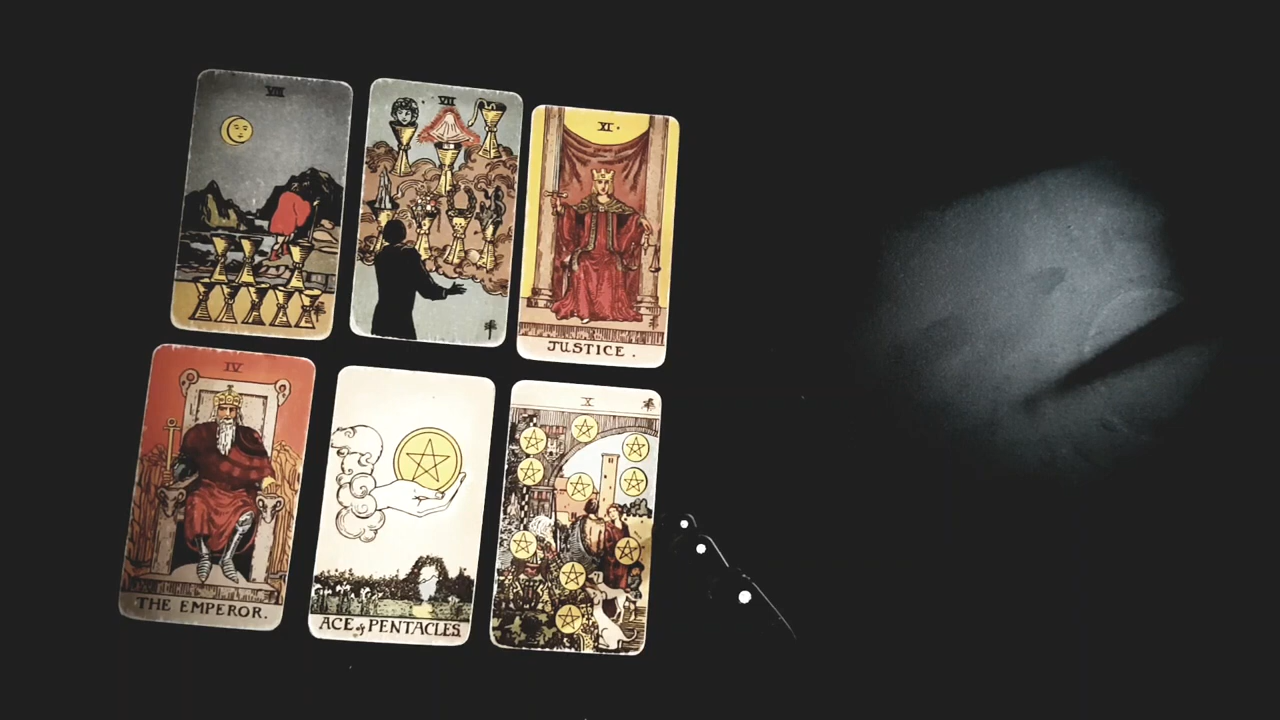 VIII
VII
XI.
JUSTICE.
IV
THE EMPEROR.
ACE of PENTACLES
X